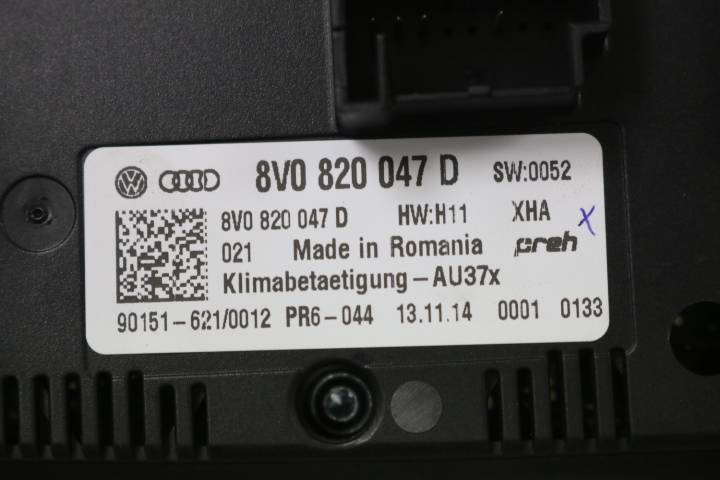 8V0 820 047 D SW:0052
8V0 820 047 D HW:H11 XHA X
021 Made in Romania preh
Klimabetaetigung-AU37x
90151-621/0012 PR6-044 13.11.14 0001 0133